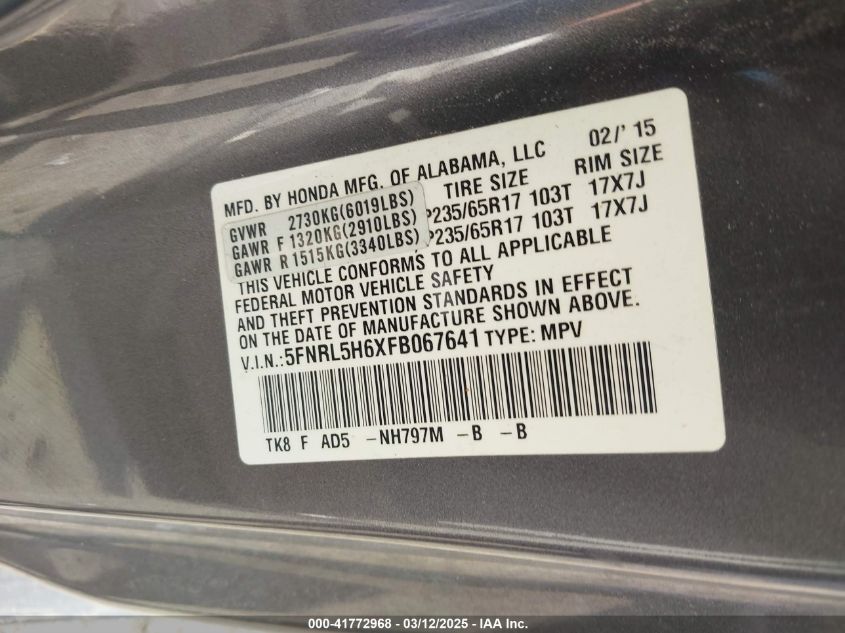 MFD. BY HONDA MFG. OF ALABAMA, LLC 02/' 15
TIRE SIZE RIM SIZE
GVWR 2730KG(6019LBS)
GAWR F 1320KG(2910LBS) P235/65R17 103T 17X7J
GAWR R 1515KG(3340LBS) P235/65R17 103T 17X7J
THIS VEHICLE CONFORMS TO ALL APPLICABLE
FEDERAL MOTOR VEHICLE SAFETY
AND THEFT PREVENTION STANDARDS IN EFFECT
ON THE DATE OF MANUFACTURE SHOWN ABOVE.
V.I.N.: 5FNRL5H6XFB067641 TYPE: MPV
TK8 F AD5 -NH797M -B -B
000-41772968 - 03/12/2025 - IAA Inc.